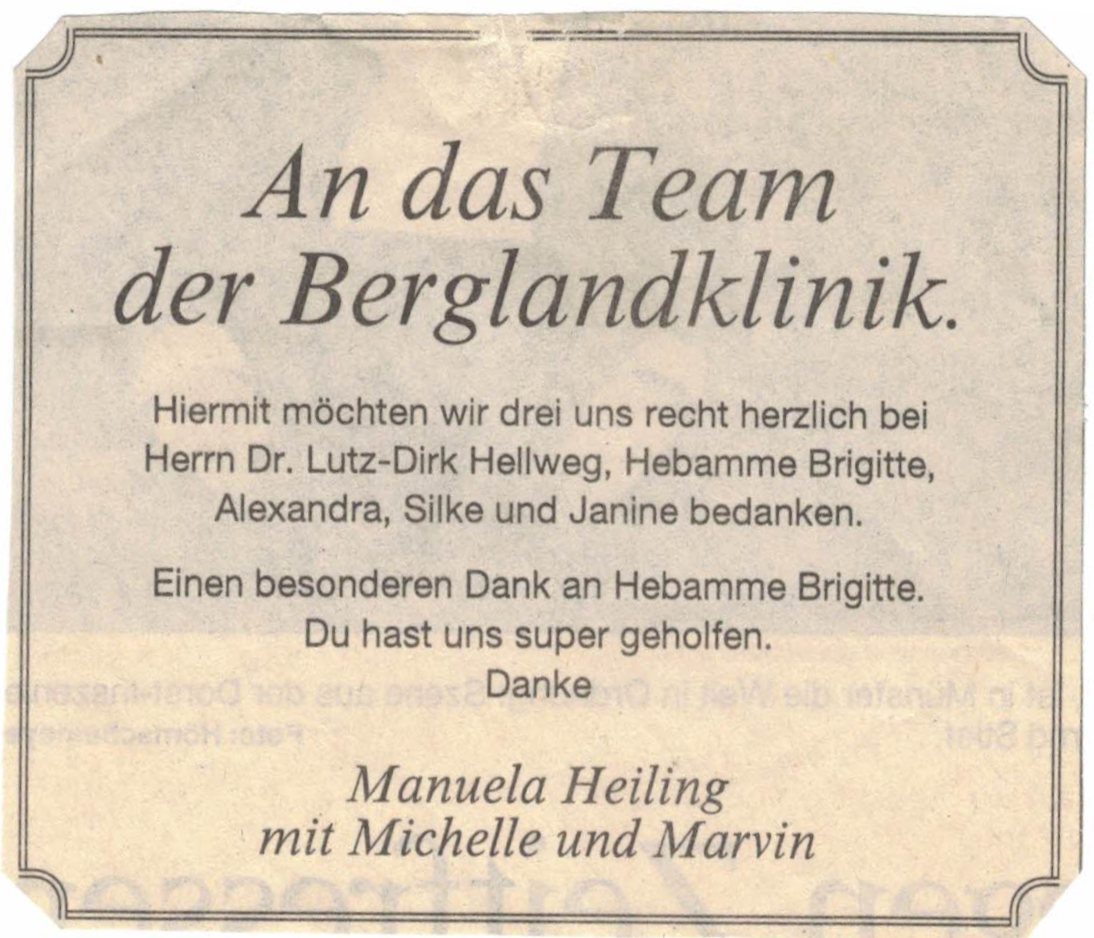 An das Team
der Berglandklinik.
Hiermit möchten wir drei uns recht herzlich bei
Herrn Dr. Lutz-Dirk Hellweg, Hebamme Brigitte,
Alexandra, Silke und Janine bedanken.
Einen besonderen Dank an Hebamme Brigitte.
Du hast uns super geholfen.
Danke
Manuela Heiling
mit Michelle und Marvin